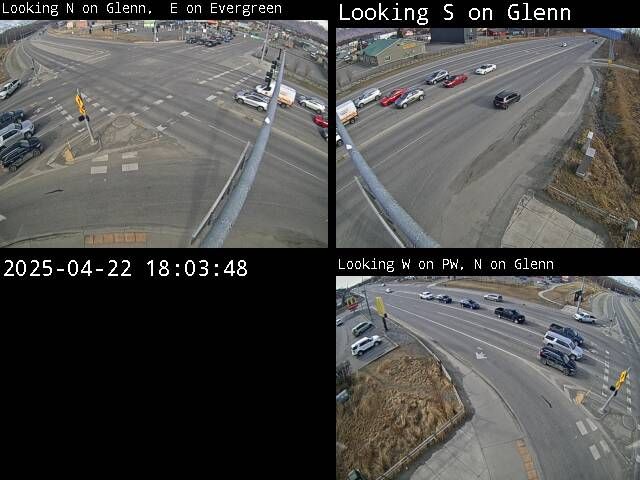 Looking N on Glenn,  E on Evergreen
Looking S on Glenn
2025-04-22 18:03:48
Looking W on PW, N on Glenn